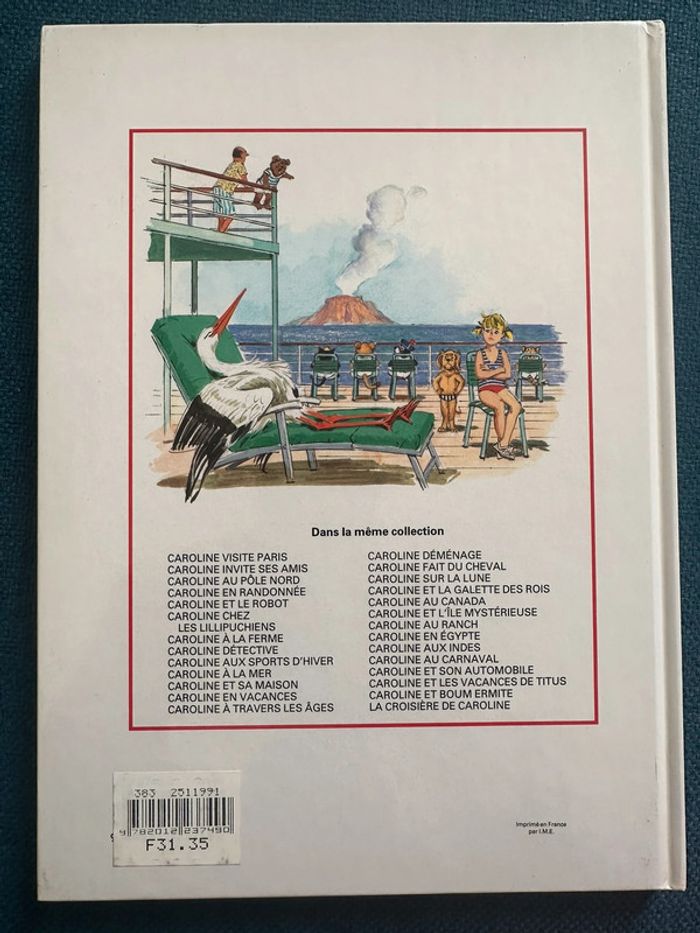 Dans la même collection
CAROLINE VISITE PARIS
CAROLINE INVITE SES AMIS
CAROLINE AU PÔLE NORD
CAROLINE EN RANDONNÉE
CAROLINE ET LE ROBOT
CAROLINE CHEZ
LES LILLIPUCHIENS
CAROLINE À LA FERME
CAROLINE DÉTECTIVE
CAROLINE AUX SPORTS D'HIVER
CAROLINE À LA MER
CAROLINE ET SA MAISON
CAROLINE EN VACANCES
CAROLINE À TRAVERS LES ÂGES
CAROLINE DÉMÉNAGE
CAROLINE FAIT DU CHEVAL
CAROLINE SUR LA LUNE
CAROLINE ET LA GALETTE DES ROIS
CAROLINE AU CANADA
CAROLINE ET L'ÎLE MYSTÉRIEUSE
CAROLINE AU RANCH
CAROLINE EN ÉGYPTE
CAROLINE AUX INDES
CAROLINE AU CARNAVAL
CAROLINE ET SON AUTOMOBILE
CAROLINE ET LES VACANCES DE TITUS
CAROLINE ET BOUM ERMITE
LA CROISIÈRE DE CAROLINE
383 2511991
9 782012 237490
F31.35
Imprimé en France
par I.M.E.